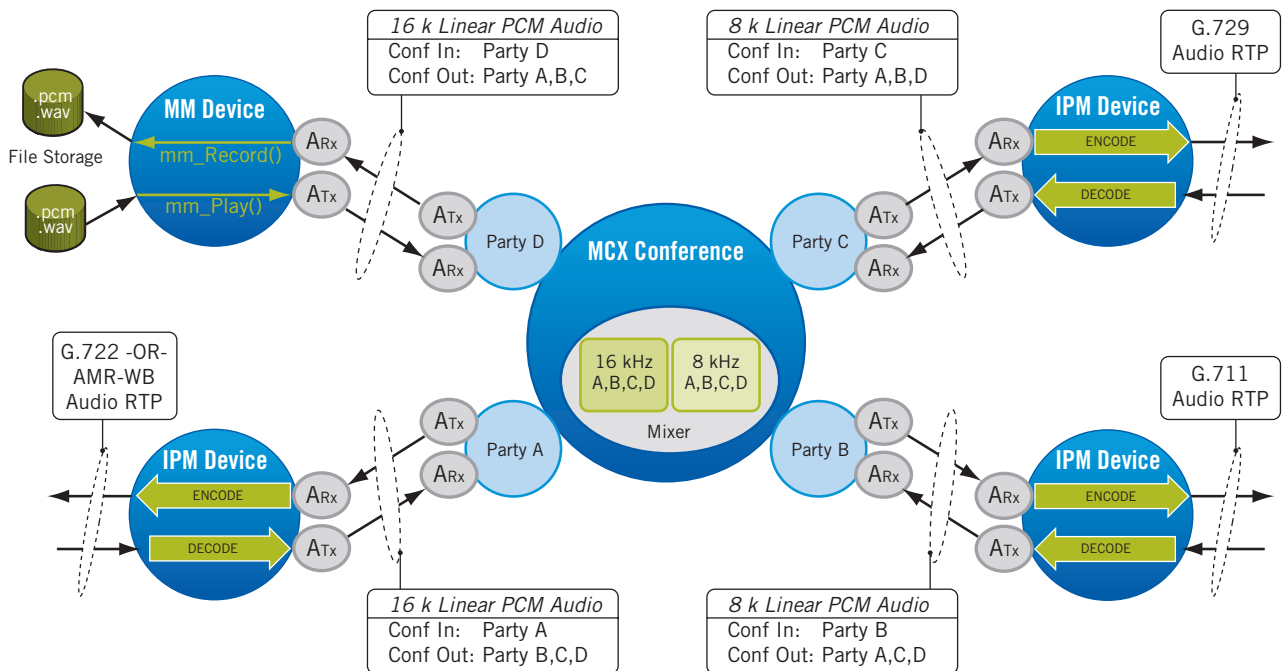 16 k Linear PCM Audio
Conf In: Party D
Conf Out: Party A,B,C
8 k Linear PCM Audio
Conf In: Party C
Conf Out: Party A,B,D
G.729
Audio RTP
.pcm
.wav
File Storage
.pcm
.wav
MM Device
mm_Record()
mm_Play()
ARx
ATx
ATx
ARx
Party D
MCX Conference
Party C
ATx
ARx
ARx
ATx
IPM Device
ENCODE
DECODE
16 kHz
A,B,C,D
8 kHz
A,B,C,D
Mixer
G.722 -OR-
AMR-WB
Audio RTP
IPM Device
ENCODE
DECODE
ARx
ATx
ATx
ARx
Party A
Party B
ATx
ARx
ARx
ATx
IPM Device
ENCODE
DECODE
G.711
Audio RTP
16 k Linear PCM Audio
Conf In: Party A
Conf Out: Party B,C,D
8 k Linear PCM Audio
Conf In: Party B
Conf Out: Party A,C,D